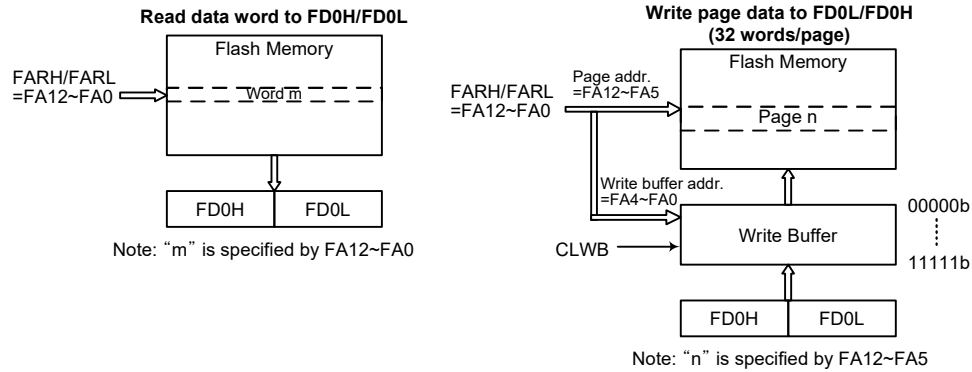 Read data word to FD0H/FD0L
Flash Memory
FARH/FARL
=FA12~FA0
Word m
FD0H
FD0L
Note: “m” is specified by FA12~FA0
Write page data to FD0L/FD0H
(32 words/page)
Flash Memory
Page addr.
=FA12~FA5
FARH/FARL
=FA12~FA0
Page n
Write buffer addr.
=FA4~FA0
00000b
Write Buffer
CLWB
11111b
FD0H
FD0L
Note: “n” is specified by FA12~FA5